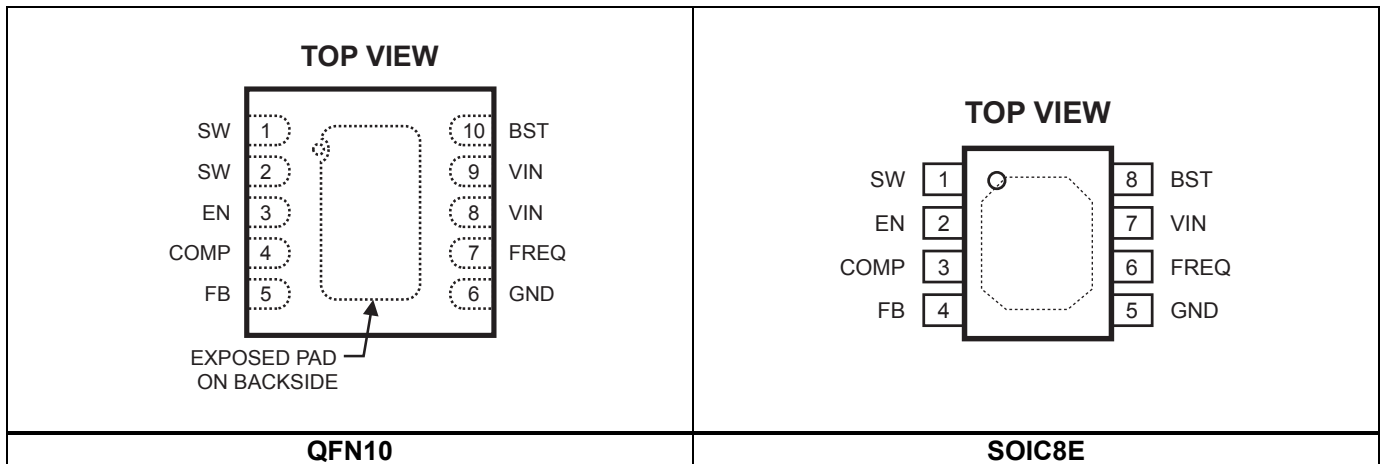 TOP VIEW
SW 1 10 BST
SW 2 9 VIN
EN 3 8 VIN
COMP 4 7 FREQ
FB 5 6 GND
EXPOSED PAD
ON BACKSIDE
QFN10
TOP VIEW
SW 1 8 BST
EN 2 7 VIN
COMP 3 6 FREQ
FB 4 5 GND
SOIC8E